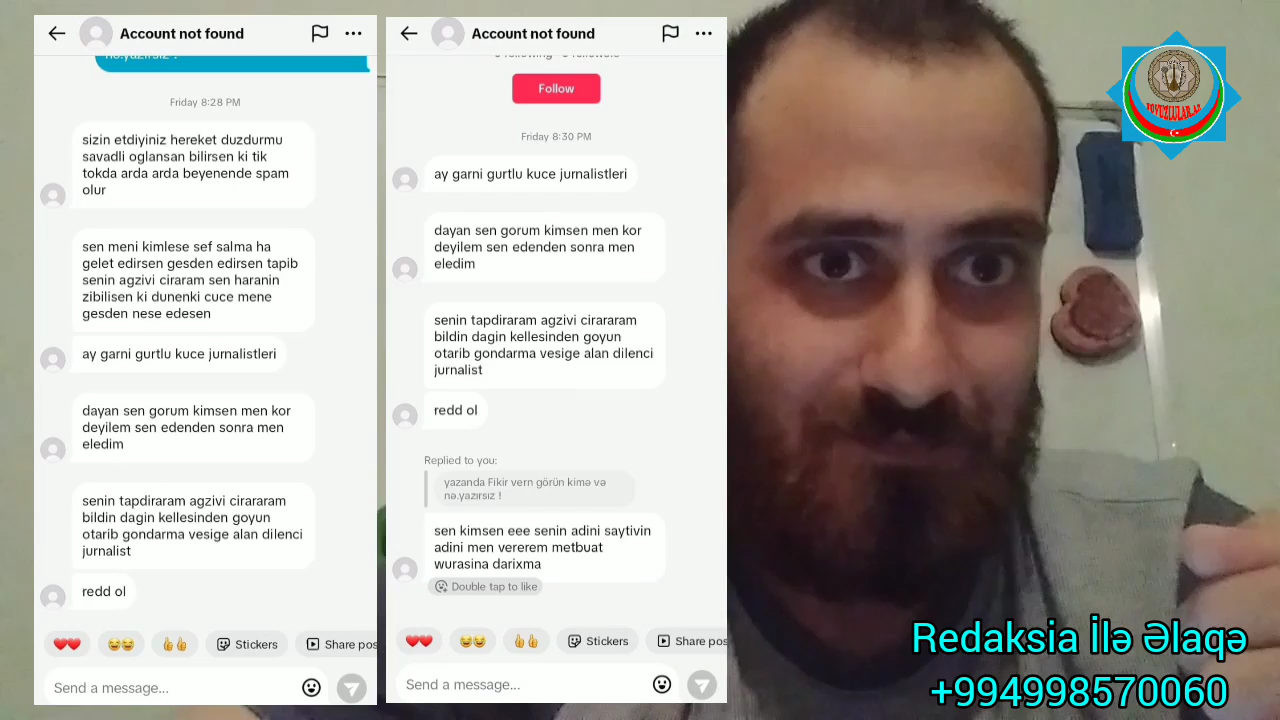 Account not found
nə.yazırsız !
Friday 8:28 PM
sizin etdiyiniz hereket duzdurmu
savadli oglansan bilirsen ki tik
tokda arda arda beyenende spam
olur
sen meni kimlese sef salma ha
gelet edirsen gesden edirsen tapib
senin agzivi ciraram sen haranin
zibilisen ki dunenki cuce mene
gesden nese edesen
ay garni gurtlu kuce jurnalistleri
dayan sen gorum kimsen men kor
deyilem sen edenden sonra men
eledim
senin tapdiraram agzivi cirararam
bildin dagin kellesinden goyun
otarib gondarma vesige alan dilenci
jurnalist
redd ol
Stickers
Share pos
Send a message...
Account not found
Follow
Friday 8:30 PM
ay garni gurtlu kuce jurnalistleri
dayan sen gorum kimsen men kor
deyilem sen edenden sonra men
eledim
senin tapdiraram agzivi cirararam
bildin dagin kellesinden goyun
otarib gondarma vesige alan dilenci
jurnalist
redd ol
Replied to you:
yazanda Fikir vern görün kimə və
nə.yazırsız !
sen kimsen eee senin adini saytivin
adini men vererem metbuat
wurasina darixma
Double tap to like
Stickers
Share pos
Send a message...
Redaksia İlə Əlaqə
+994998570060